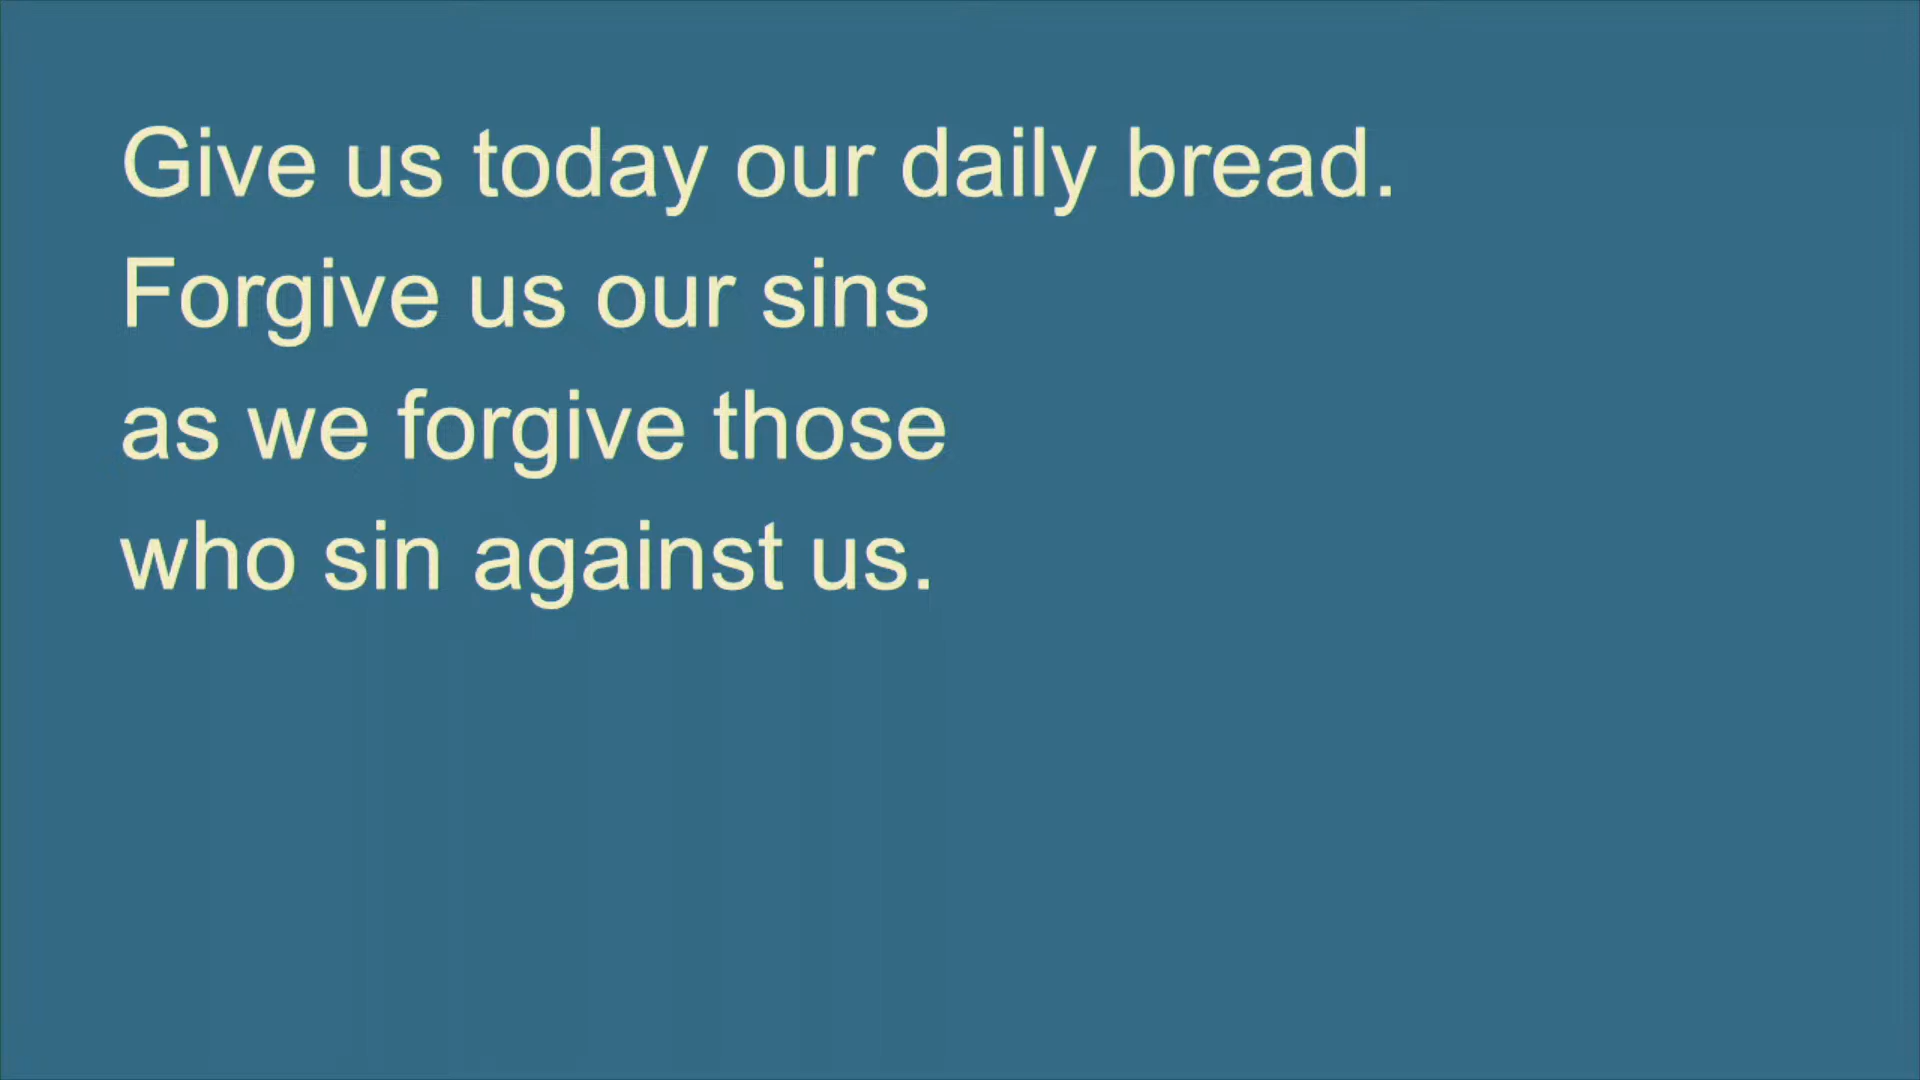 Give us today our daily bread.
Forgive us our sins
as we forgive those
who sin against us.